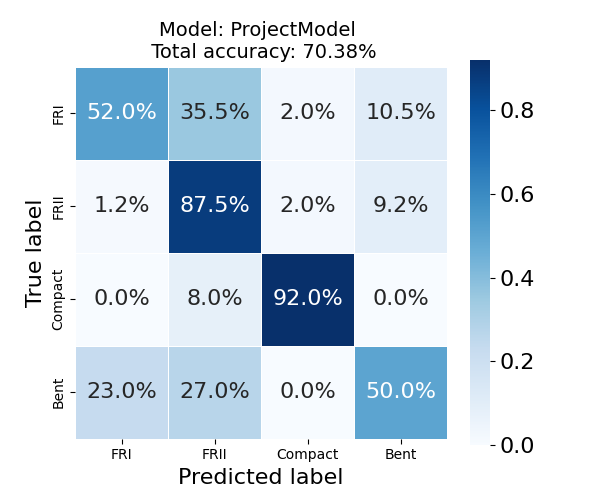 Model: ProjectModel
Total accuracy: 70.38%
True label
FRI
52.0% 35.5% 2.0% 10.5%
FRII
1.2% 87.5% 2.0% 9.2%
Compact
0.0% 8.0% 92.0% 0.0%
Bent
23.0% 27.0% 0.0% 50.0%
FRI FRII Compact Bent
Predicted label
0.8
0.6
0.4
0.2
0.0